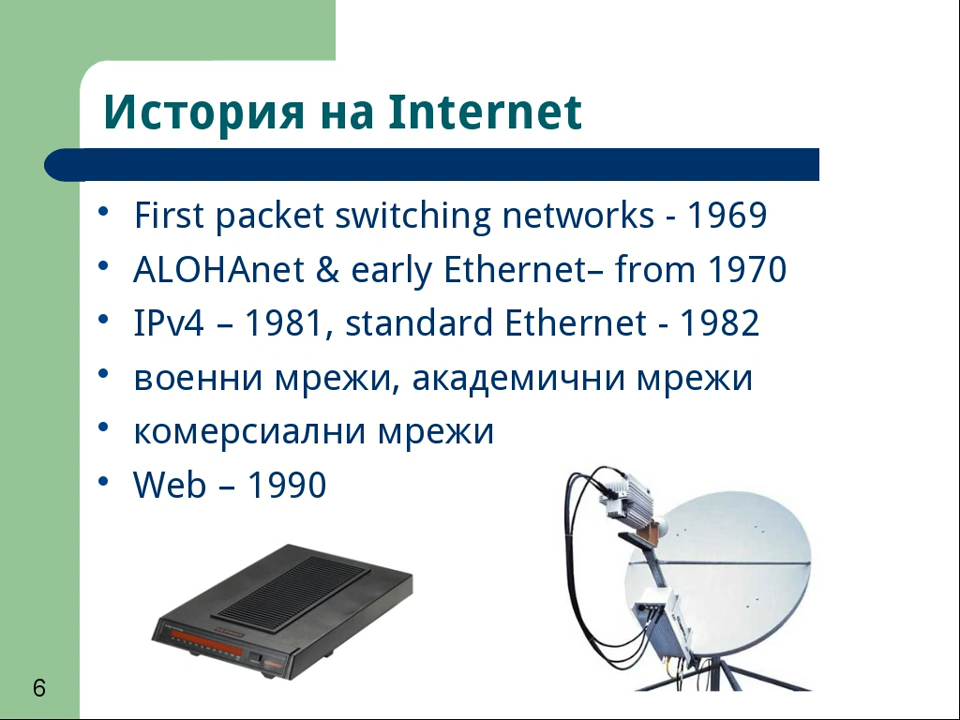 История на Internet
• First packet switching networks - 1969
• ALOHAnet & early Ethernet– from 1970
• IPv4 – 1981, standard Ethernet - 1982
• военни мрежи, академични мрежи
• комерсиални мрежи
• Web – 1990
6